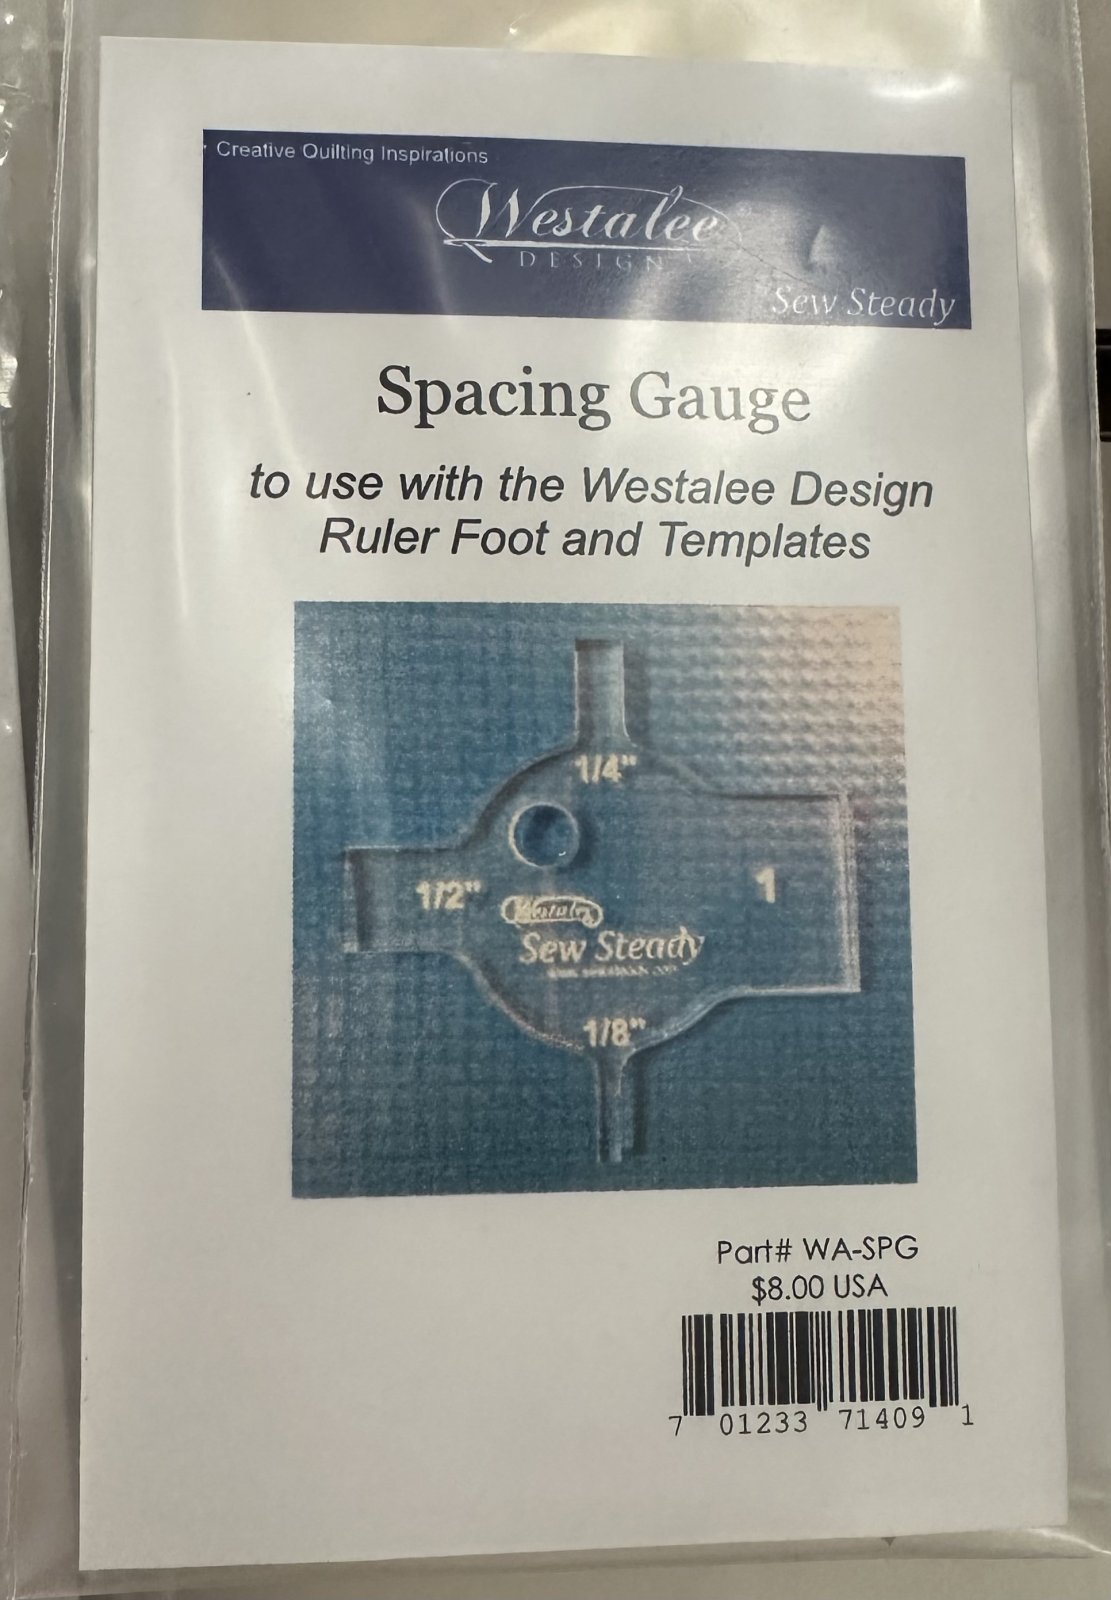 Creative Quilting Inspirations
Westalee
DESIGN
Sew Steady
Spacing Gauge
to use with the Westalee Design
Ruler Foot and Templates
1/4"
1/2"
1
Westalee
Sew Steady
1/8"
Part# WA-SPG
$8.00 USA
7 01233 71409 1